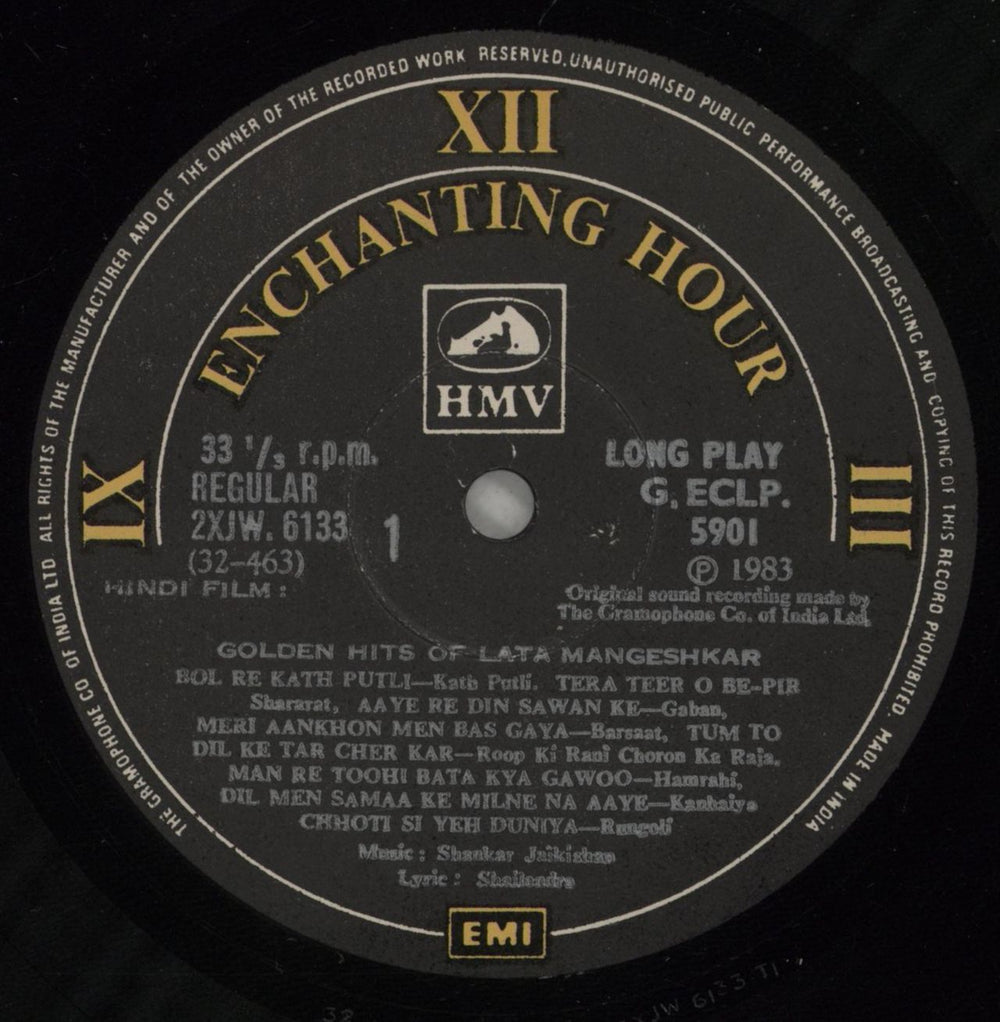 THE GRAMOPHONE CO OF INDIA LTD ALL RIGHTS OF THE MANUFACTURER AND OF THE OWNER OF THE RECORDED WORK RESERVED. UNAUTHORISED PUBLIC PERFORMANCE BROADCASTING AND COPYING OF THIS RECORD PROHIBITED. MADE IN INDIA
XII
ENCHANTING HOUR
HMV
IX
III
33 1/3 r.p.m.
REGULAR
2XJW. 6133
(32-463)
1
LONG PLAY
G. ECLP.
5901
℗ 1983
Original sound recording made by
The Gramophone Co. of India Ltd.
HINDI FILM :
GOLDEN HITS OF LATA MANGESHKAR
BOL RE KATH PUTLI—Kath Putli. TERA TEER O BE-PIR
Shararat, AAYE RE DIN SAWAN KE—Gaban,
MERI AANKHON MEN BAS GAYA—Barsaat, TUM TO
DIL KE TAR CHER KAR—Roop Ki Rani Choron Ka Raja,
MAN RE TOOHI BATA KYA GAWOO—Hamrahi,
DIL MEN SAMAA KE MILNE NA AAYE—Kanhaiya
CHHOTI SI YEH DUNIYA—Rungoli
Music : Shankar Jaikishan
Lyric : Shailendra
EMI
32
JW 6133 T1